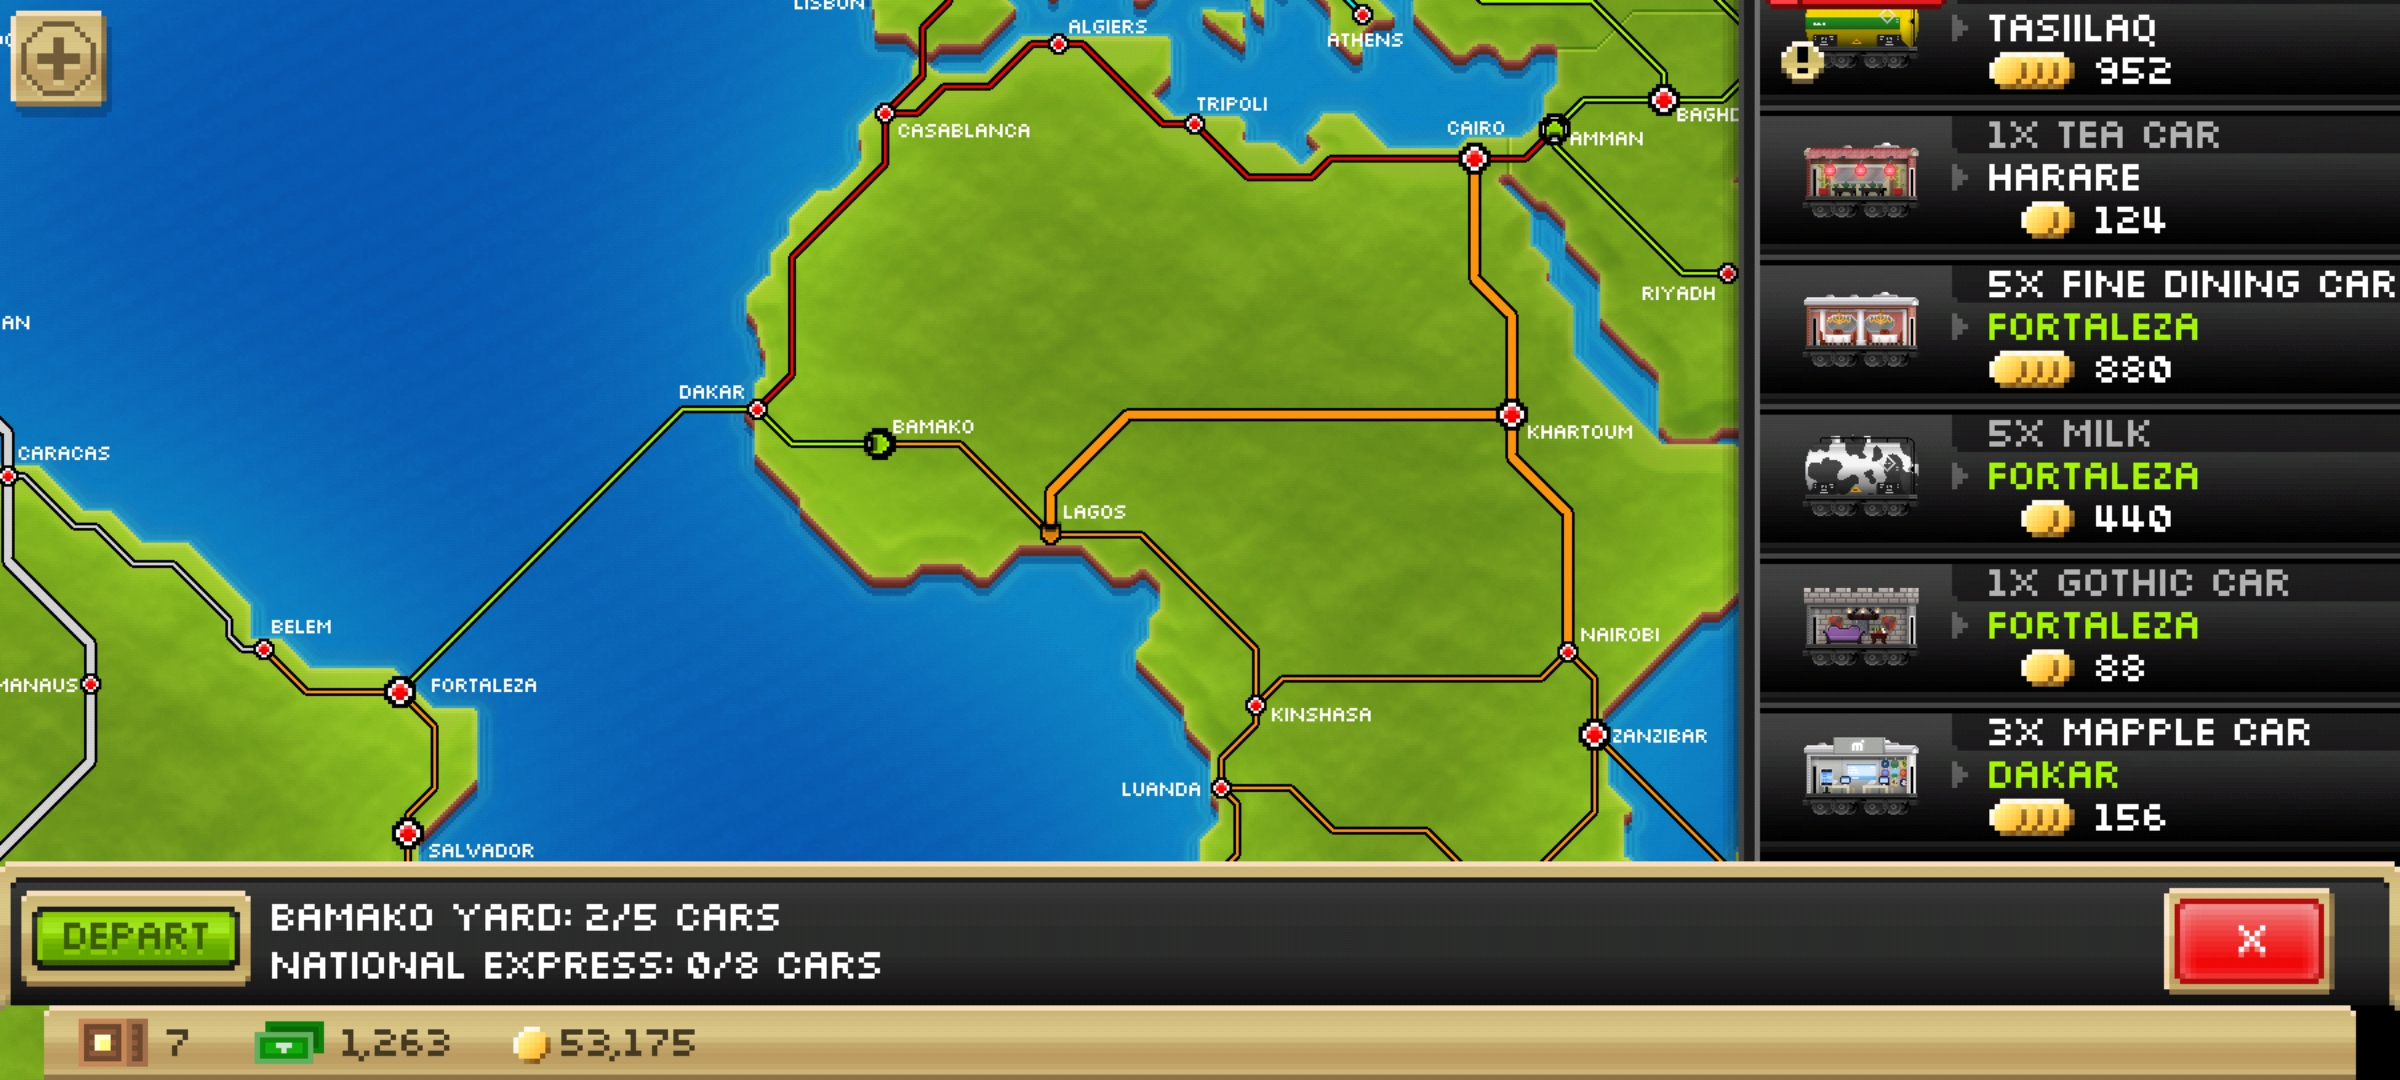 LISBON
ALGIERS
ATHENS
TRIPOLI
CASABLANCA
CAIRO
AMMAN
BAGHD
RIYADH
AN
DAKAR
BAMAKO
KHARTOUM
CARACAS
LAGOS
BELEM
NAIROBI
MANAUS
FORTALEZA
KINSHASA
ZANZIBAR
LUANDA
SALVADOR
TASIILAQ
952
1X TEA CAR
HARARE
124
5X FINE DINING CAR
FORTALEZA
880
5X MILK
FORTALEZA
440
1X GOTHIC CAR
FORTALEZA
88
3X MAPPLE CAR
m
DAKAR
156
DEPART
BAMAKO YARD: 2/5 CARS
NATIONAL EXPRESS: 0/8 CARS
X
7
1,263
53,175